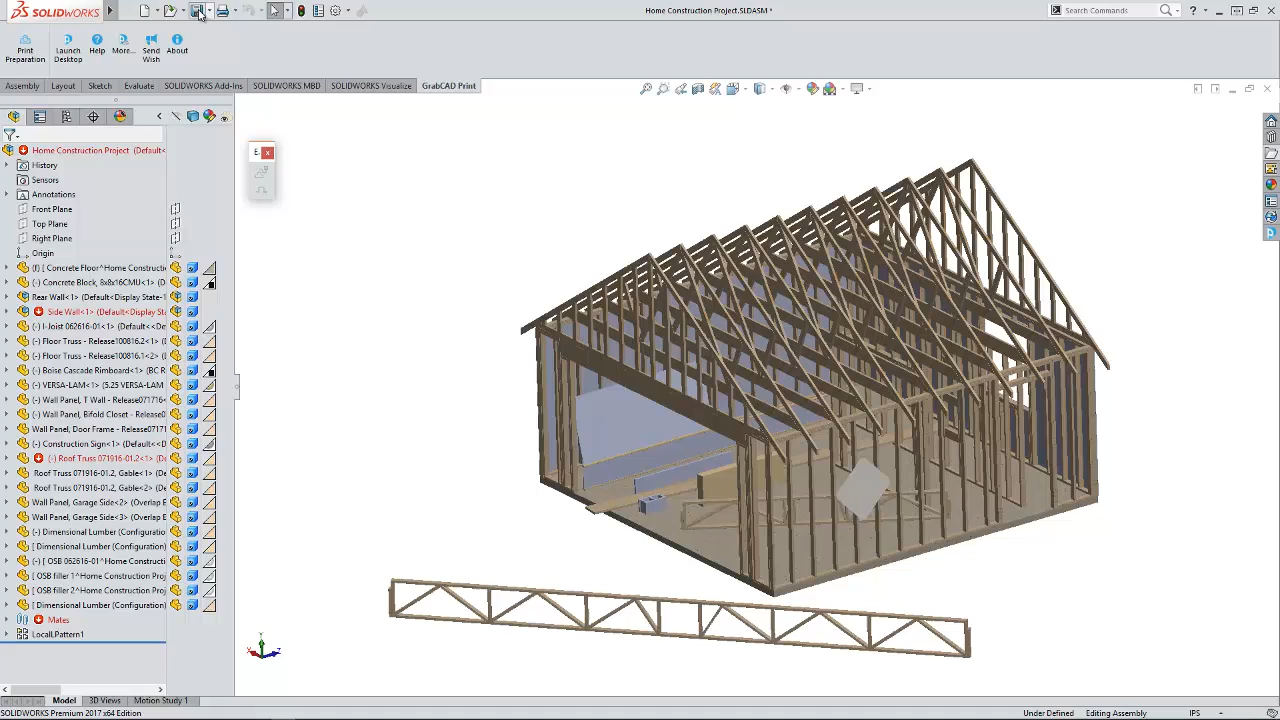 SOLIDWORKS
Home Construction Project.SLDASM *
Search Commands
Print Preparation
Launch Desktop
Help
More...
Send Wish
About
Assembly
Layout
Sketch
Evaluate
SOLIDWORKS Add-Ins
SOLIDWORKS MBD
SOLIDWORKS Visualize
GrabCAD Print
E..
Home Construction Project (Default<
History
Sensors
Annotations
Front Plane
Top Plane
Right Plane
Origin
(f) [ Concrete Floor^Home Constructio
(-) Concrete Block, 8x8x16CMU<1> (
Rear Wall<1> (Default<Display State-1
Side Wall<1> (Default<Display Sta
(-) I-Joist 062616-01<1> (Default<<De
(-) Floor Truss - Release100816.2<1> (
(-) Floor Truss - Release100816.1<2> (
(-) Boise Cascade Rimboard<1> (BC R
(-) VERSA-LAM<1> (5.25 VERSA-LAM
(-) Wall Panel, T Wall - Release07161
(-) Wall Panel, Bifold Closet - Release
Wall Panel, Door Frame - Release0717
(-) Construction Sign<1> (Default<<D
(-) Roof Truss 071916-01.2<1> (
Roof Truss 071916-01.2, Gable<1> (D
Roof Truss 071916-01.2, Gable<2> (D
Wall Panel, Garage Side<2> (Overlap E
Wall Panel, Garage Side<3> (Overlap E
(-) Dimensional Lumber (Configuratio
[ Dimensional Lumber (Configuration)
(-) [ OSB 062616-01^Home Constructi
[ OSB filler 1^Home Construction Proj
[ OSB filler 2^Home Construction Proj
[ Dimensional Lumber (Configuration)
Mates
LocalLPattern1
Model
3D Views
Motion Study 1
SOLIDWORKS Premium 2017 x64 Edition
Under Defined
Editing Assembly
IPS